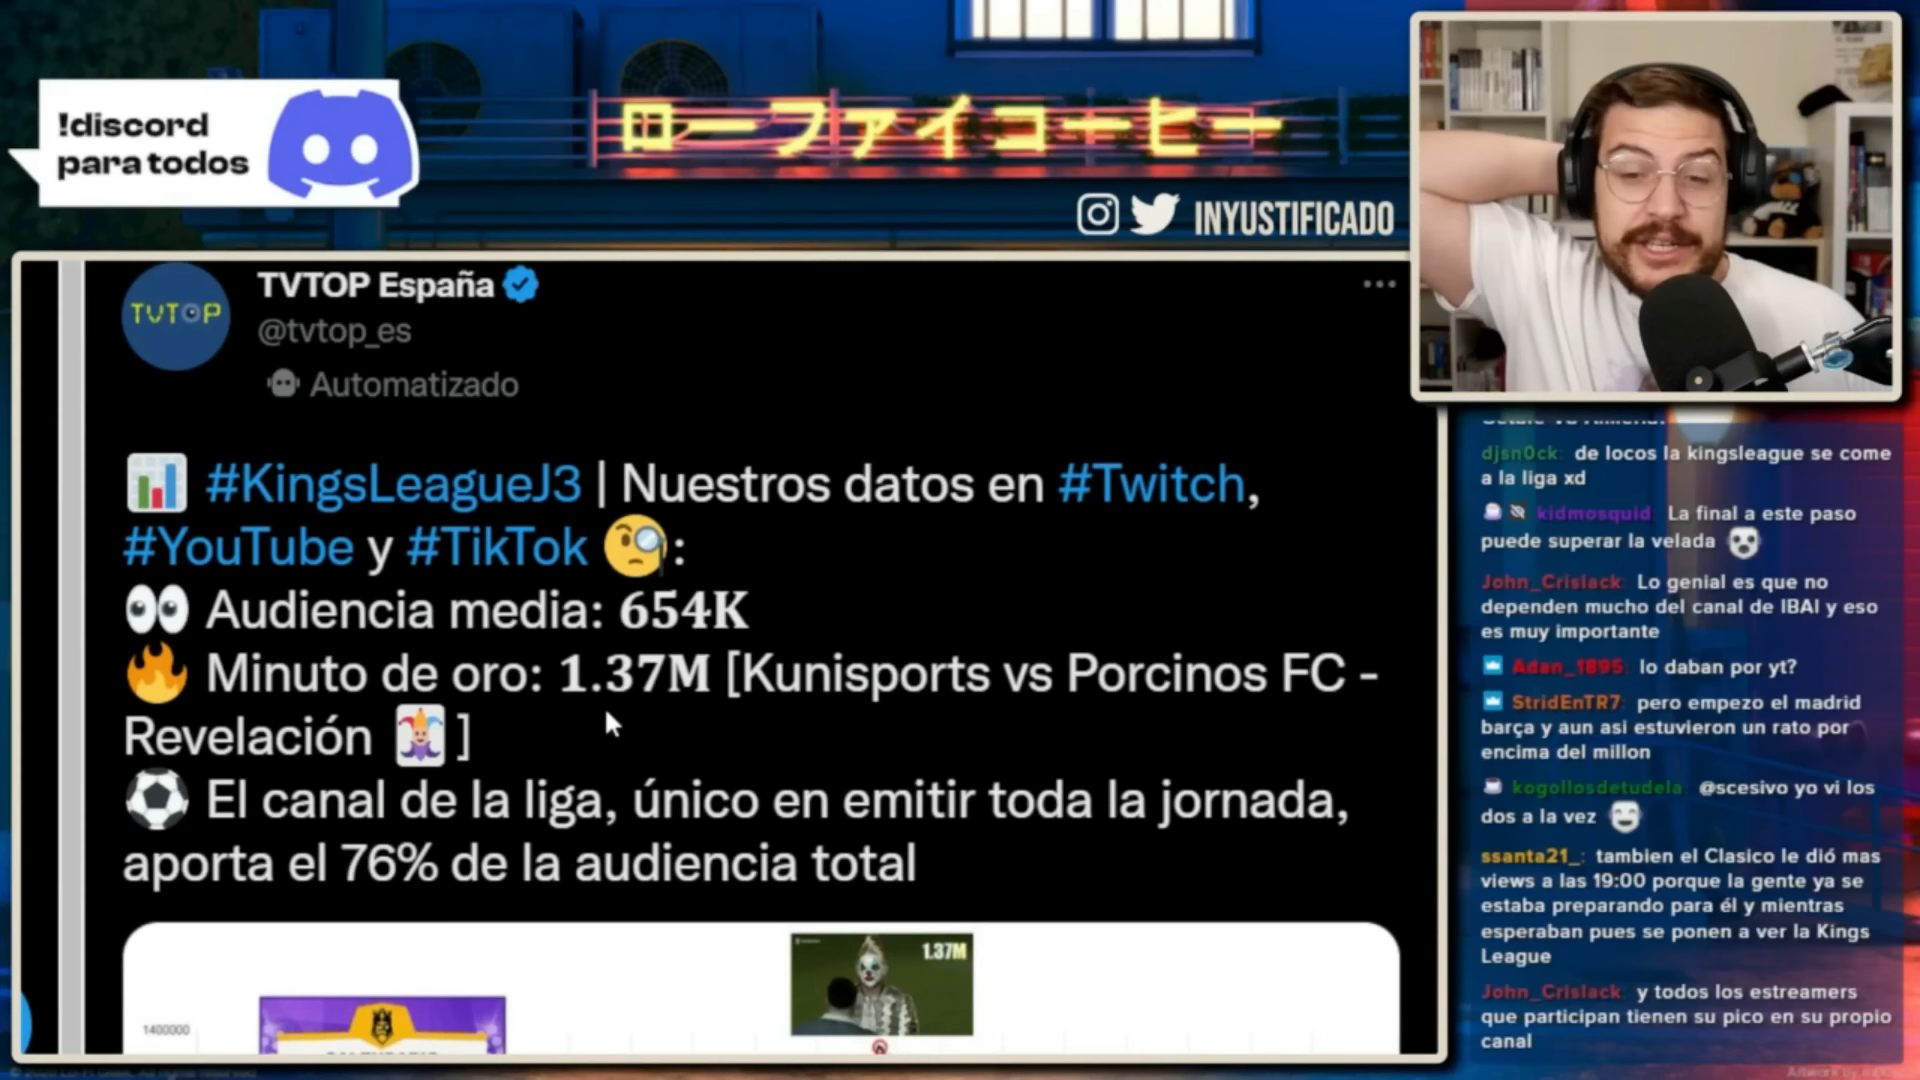 !discord
para todos
ローファイコーヒー
INYUSTIFICADO
TVTOP
TVTOP España
@tvtop_es
Automatizado
#KingsLeagueJ3 | Nuestros datos en #Twitch,
#YouTube y #TikTok 🧐:
👀 Audiencia media: 654K
🔥 Minuto de oro: 1.37M [Kunisports vs Porcinos FC -
Revelación 🃏]
⚽ El canal de la liga, único en emitir toda la jornada,
aporta el 76% de la audiencia total
1.37M
1400000
djsn0ck: de locos la kingsleague se come
a la liga xd
kidmosquid: La final a este paso
puede superar la velada
John_Crislack: Lo genial es que no
dependen mucho del canal de IBAI y eso
es muy importante
Adan_1895: lo daban por yt?
StridEnTR7: pero empezo el madrid
barça y aun asi estuvieron un rato por
encima del millon
kogollosdetudela: @scesivo yo vi los
dos a la vez
ssanta21_: tambien el Clasico le dió mas
views a las 19:00 porque la gente ya se
estaba preparando para él y mientras
esperaban pues se ponen a ver la Kings
League
John_Crislack: y todos los estreamers
que participan tienen su pico en su propio
canal